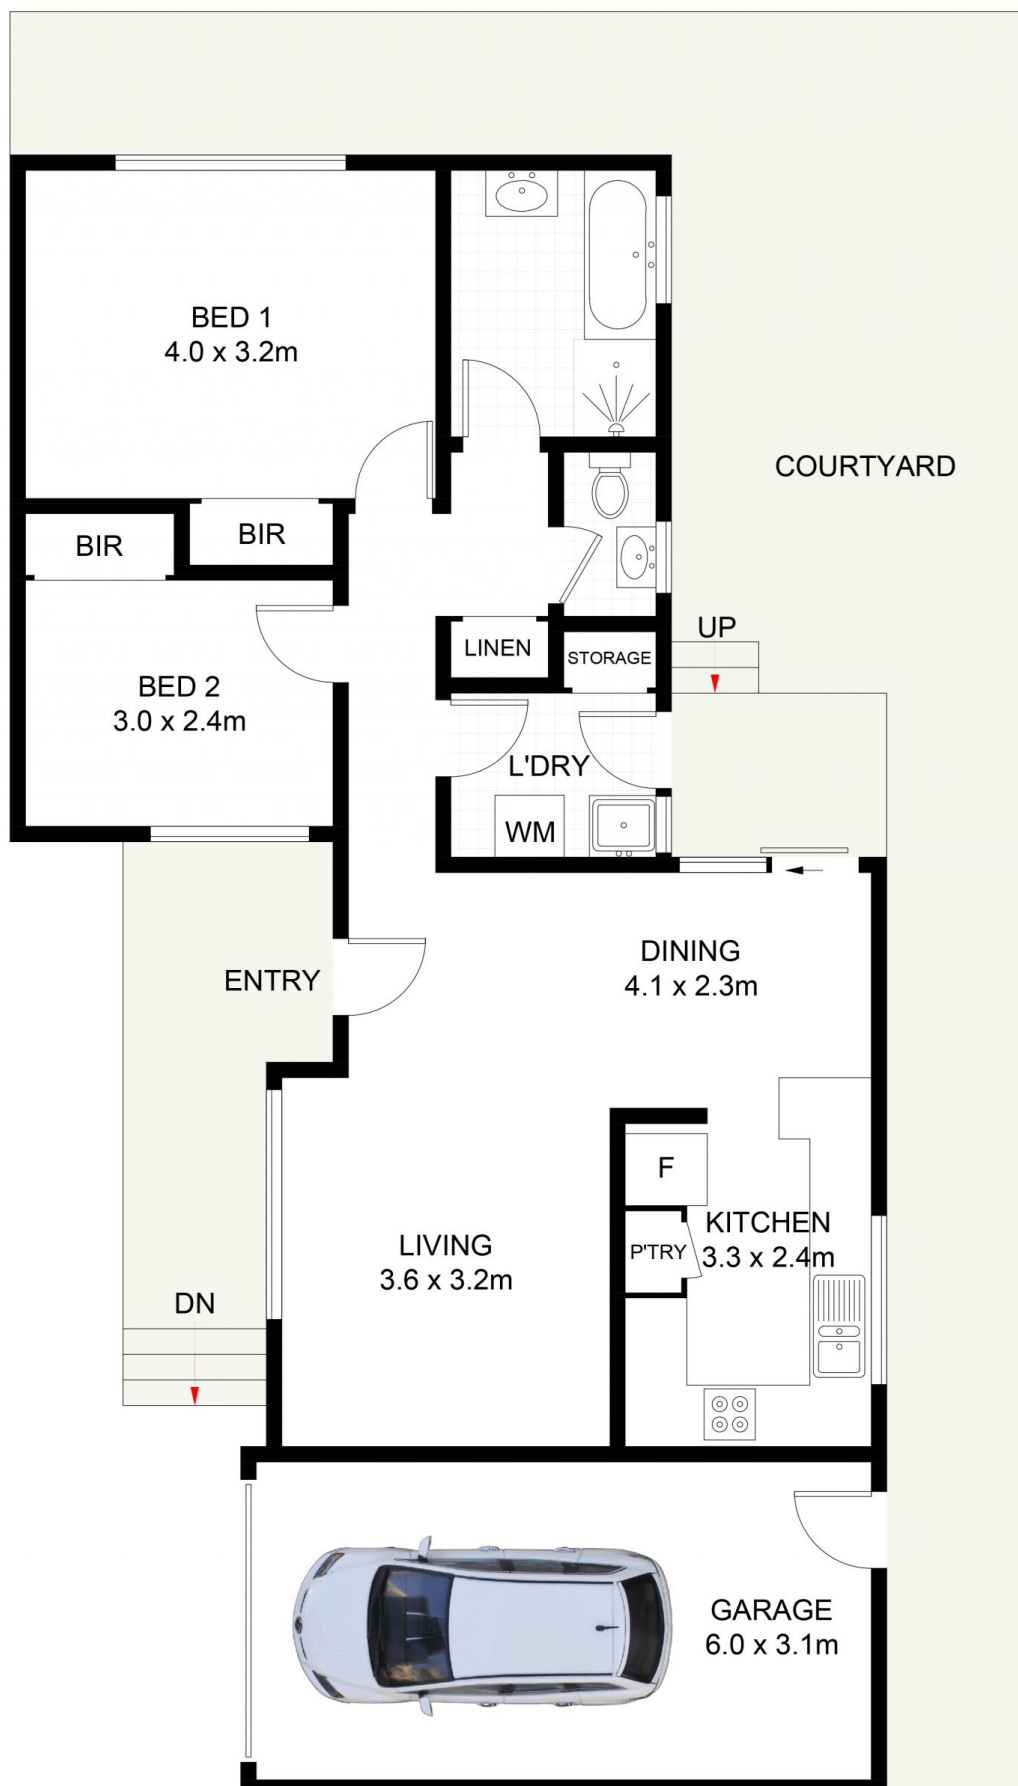 BED 1
4.0 x 3.2m
COURTYARD
BIR
BIR
UP
LINEN
STORAGE
BED 2
3.0 x 2.4m
L'DRY
WM
DINING
4.1 x 2.3m
ENTRY
F
KITCHEN
3.3 x 2.4m
P'TRY
LIVING
3.6 x 3.2m
DN
GARAGE
6.0 x 3.1m